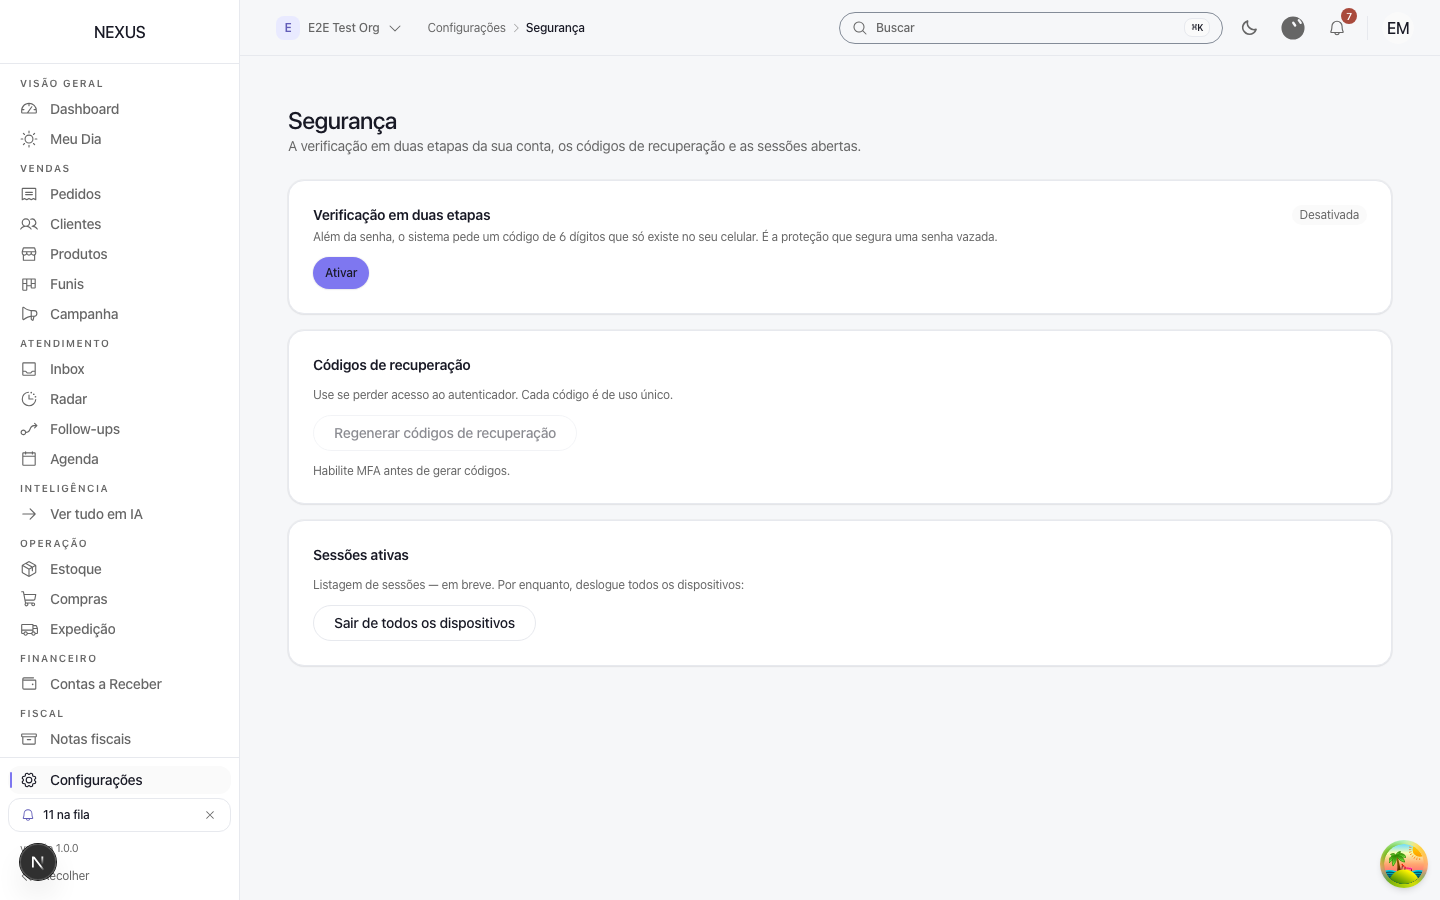 NEXUS
E
E2E Test Org
Configurações
Segurança
Buscar
⌘K
7
EM
VISÃO GERAL
Dashboard
Meu Dia
VENDAS
Pedidos
Clientes
Produtos
Funis
Campanha
ATENDIMENTO
Inbox
Radar
Follow-ups
Agenda
INTELIGÊNCIA
Ver tudo em IA
OPERAÇÃO
Estoque
Compras
Expedição
FINANCEIRO
Contas a Receber
FISCAL
Notas fiscais
Configurações
11 na fila
1.0.0
N
Segurança
A verificação em duas etapas da sua conta, os códigos de recuperação e as sessões abertas.
Verificação em duas etapas
Desativada
Além da senha, o sistema pede um código de 6 dígitos que só existe no seu celular. É a proteção que segura uma senha vazada.
Ativar
Códigos de recuperação
Use se perder acesso ao autenticador. Cada código é de uso único.
Regenerar códigos de recuperação
Habilite MFA antes de gerar códigos.
Sessões ativas
Listagem de sessões — em breve. Por enquanto, deslogue todos os dispositivos:
Sair de todos os dispositivos